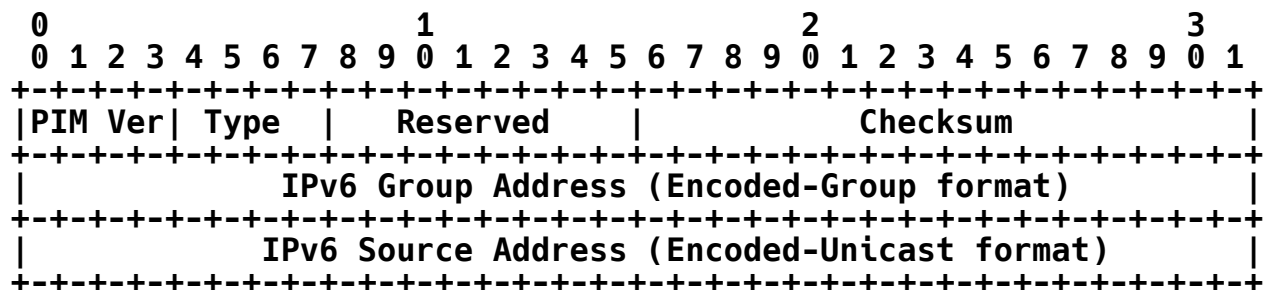 0                   1                   2                   3
 0 1 2 3 4 5 6 7 8 9 0 1 2 3 4 5 6 7 8 9 0 1 2 3 4 5 6 7 8 9 0 1
+-+-+-+-+-+-+-+-+-+-+-+-+-+-+-+-+-+-+-+-+-+-+-+-+-+-+-+-+-+-+-+-+
|PIM Ver| Type  |   Reserved    |           Checksum            |
+-+-+-+-+-+-+-+-+-+-+-+-+-+-+-+-+-+-+-+-+-+-+-+-+-+-+-+-+-+-+-+-+
|             IPv6 Group Address (Encoded-Group format)         |
+-+-+-+-+-+-+-+-+-+-+-+-+-+-+-+-+-+-+-+-+-+-+-+-+-+-+-+-+-+-+-+-+
|            IPv6 Source Address (Encoded-Unicast format)       |
+-+-+-+-+-+-+-+-+-+-+-+-+-+-+-+-+-+-+-+-+-+-+-+-+-+-+-+-+-+-+-+-+